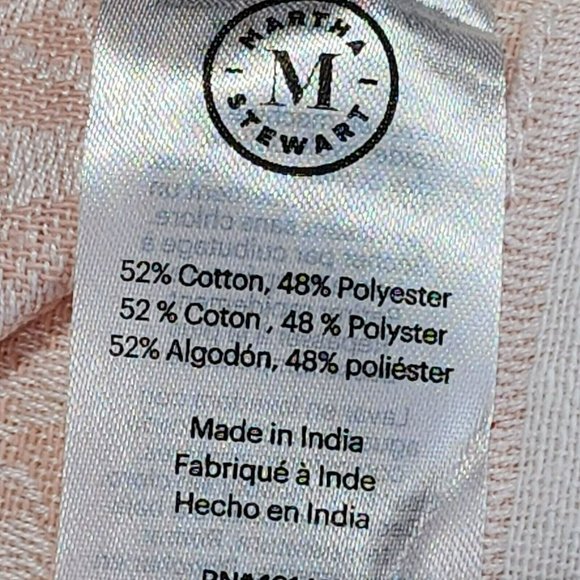 MARTHA
M
STEWART
52% Cotton, 48% Polyester
52 % Coton , 48 % Polyster
52% Algodón, 48% poliéster
Made in India
Fabriqué à Inde
Hecho en India